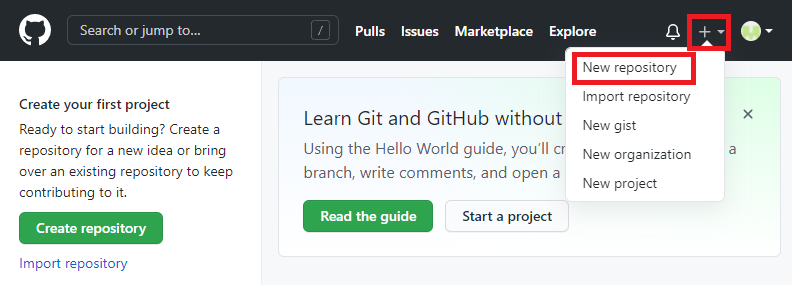 Search or jump to...
/
Pulls
Issues
Marketplace
Explore
New repository
Import repository
New gist
New organization
New project
Create your first project
Ready to start building? Create a
repository for a new idea or bring
over an existing repository to keep
contributing to it.
Create repository
Import repository
Learn Git and GitHub without
Using the Hello World guide, you'll a
branch, write comments, and open a
Read the guide
Start a project